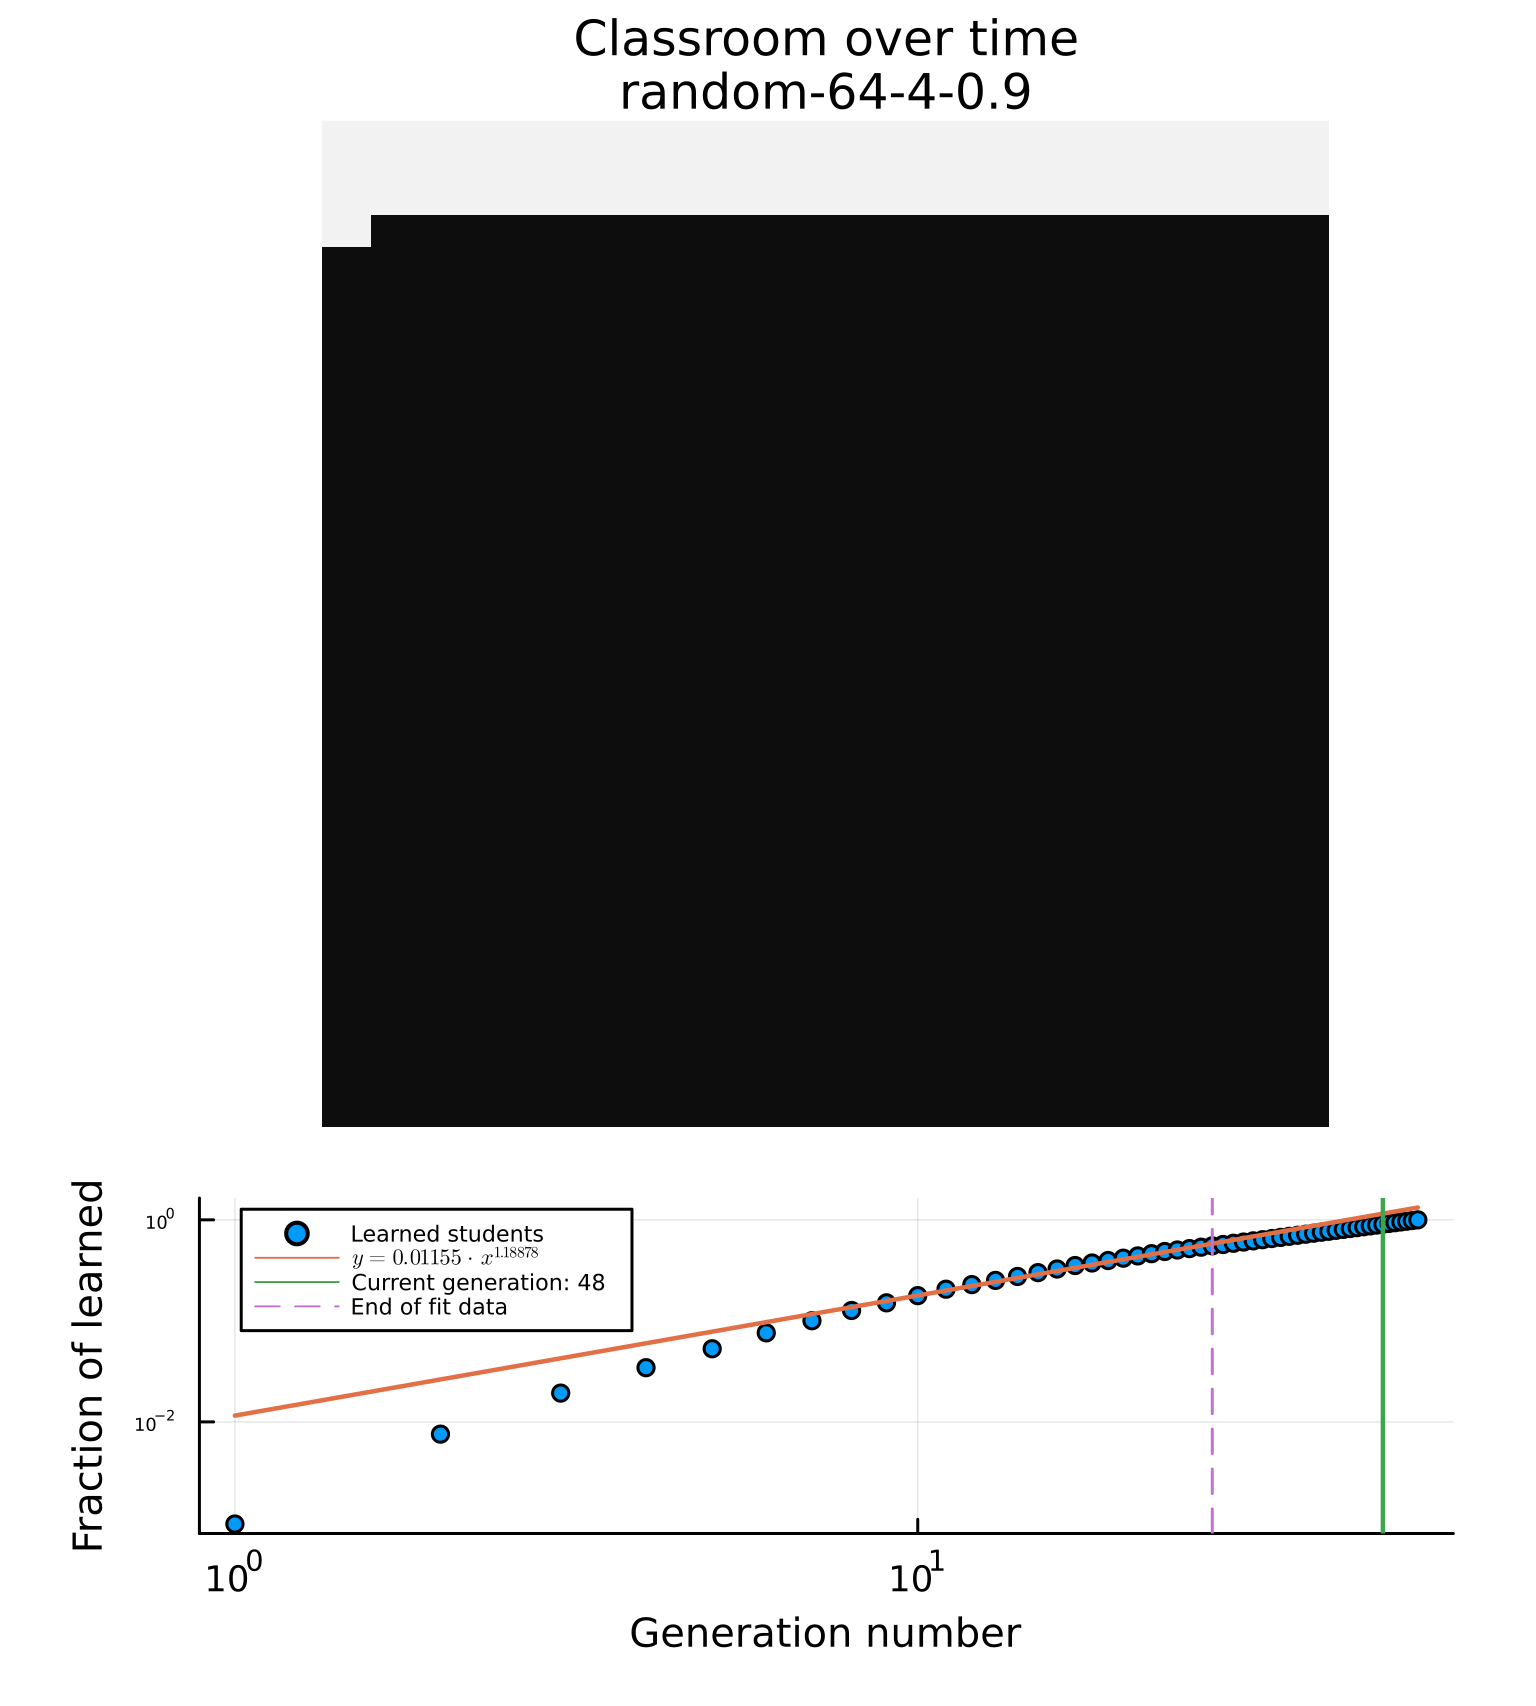 Classroom over time
random-64-4-0.9
Fraction of learned
10^0
10^-2
Learned students
y = 0.01155 · x^1.18878
Current generation: 48
End of fit data
10^0
10^1
Generation number